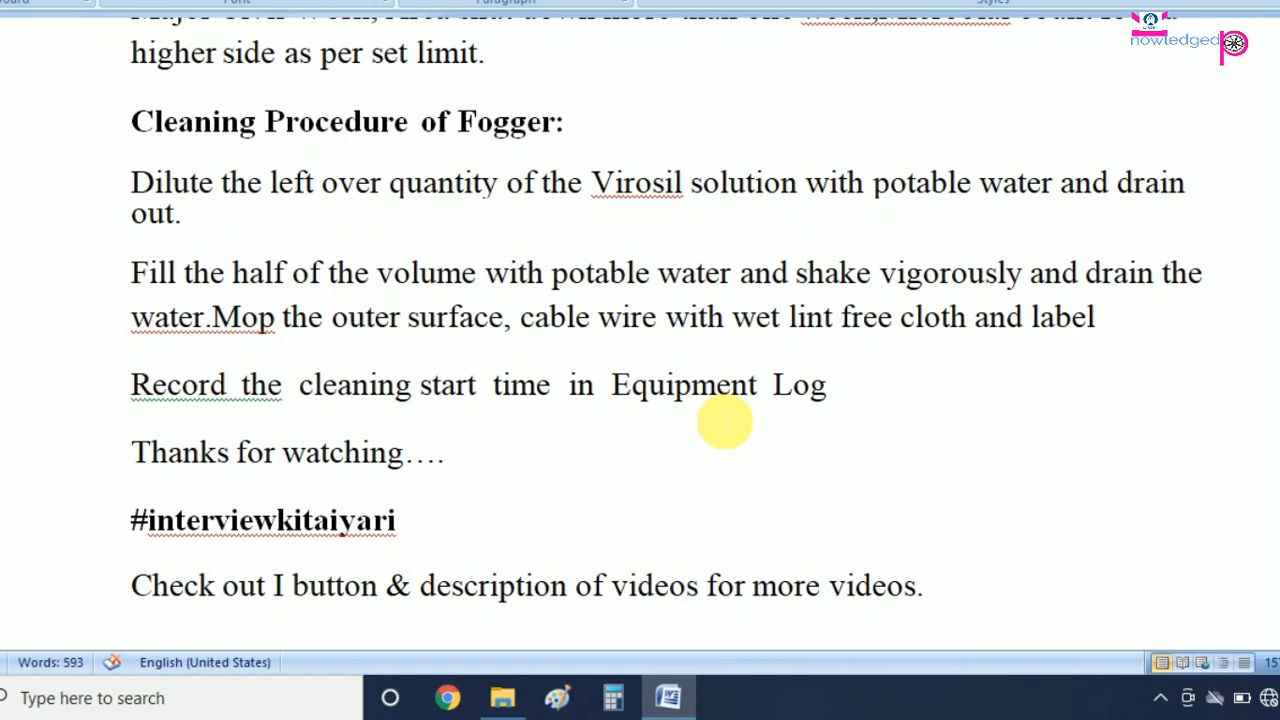 Font
Paragraph
Styles
higher side as per set limit.
nowledged
Cleaning Procedure of Fogger:
Dilute the left over quantity of the Virosil solution with potable water and drain
out.
Fill the half of the volume with potable water and shake vigorously and drain the
water.Mop the outer surface, cable wire with wet lint free cloth and label
Record the cleaning start time in Equipment Log
Thanks for watching….
#interviewkitaiyari
Check out I button & description of videos for more videos.
Words: 593
English (United States)
Type here to search